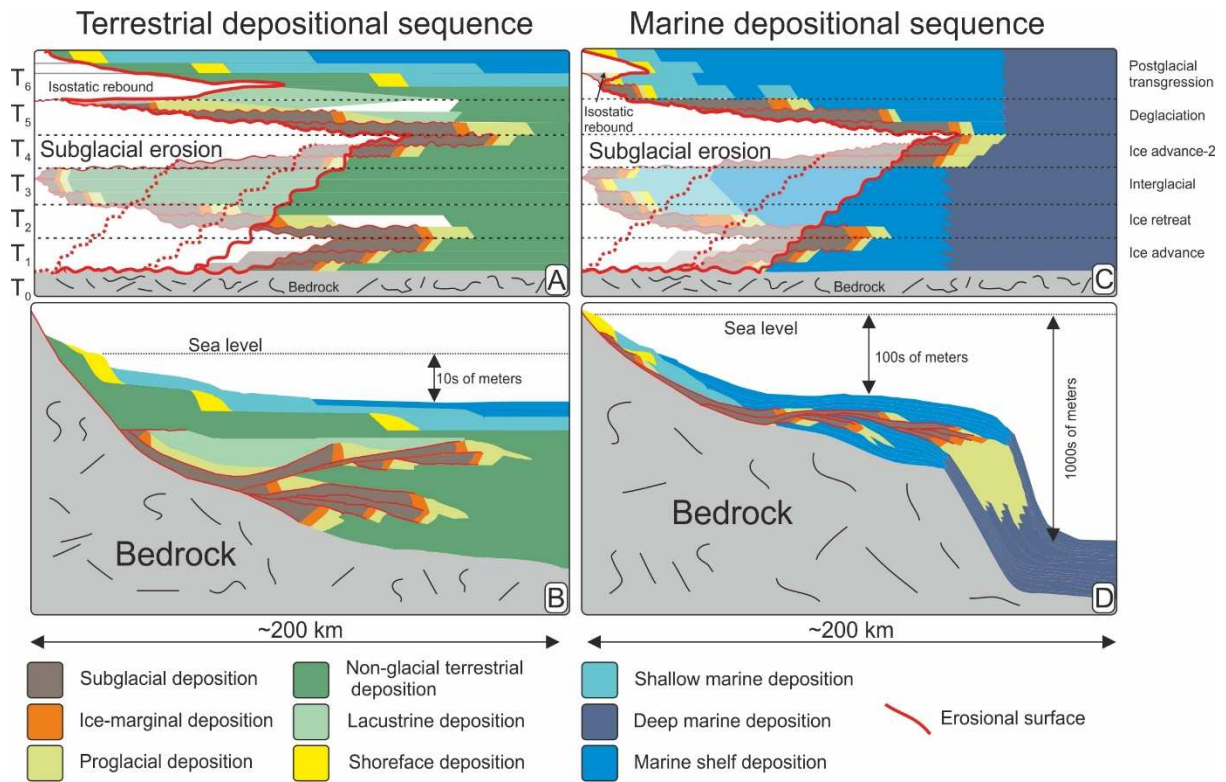 Terrestrial depositional sequence
Marine depositional sequence
T6
Isostatic rebound
T5
Subglacial erosion
T4
T3
T2
T1
T0
Bedrock
A
Isostatic
rebound
Subglacial erosion
Bedrock
C
Postglacial
transgression
Deglaciation
Ice advance-2
Interglacial
Ice retreat
Ice advance
Sea level
10s of meters
Bedrock
B
Sea level
100s of meters
1000s of meters
Bedrock
D
~200 km
~200 km
Subglacial deposition
Ice-marginal deposition
Proglacial deposition
Non-glacial terrestrial
deposition
Lacustrine deposition
Shoreface deposition
Shallow marine deposition
Deep marine deposition
Marine shelf deposition
Erosional surface